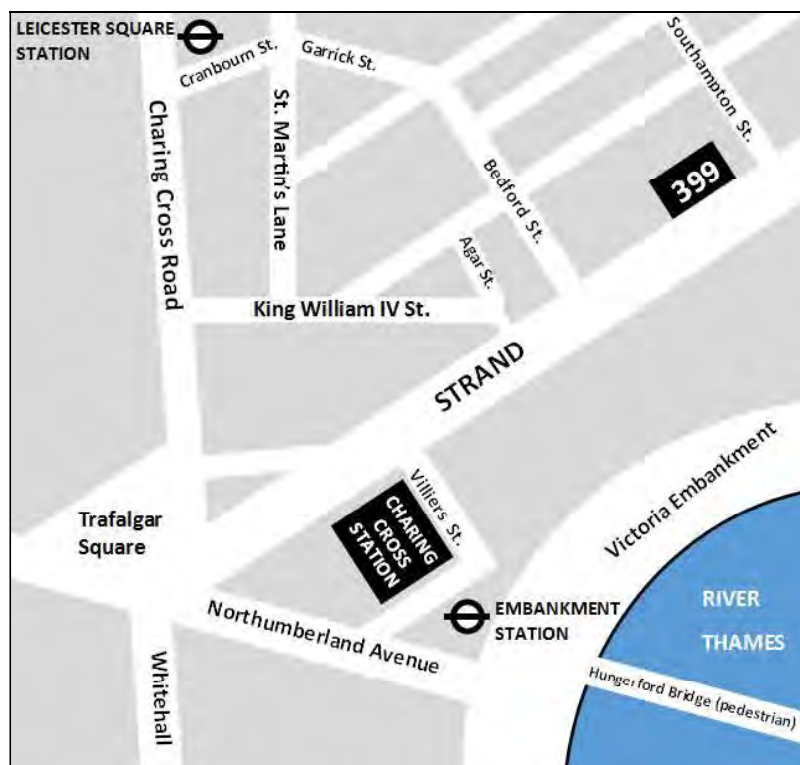 LEICESTER SQUARE
STATION
Cranbourn St.
Garrick St.
Southampton St.
Charing Cross Road
St. Martin's Lane
399
Bedford St.
Agar St.
King William IV St.
STRAND
Villiers St.
CHARING
CROSS
STATION
Victoria Embankment
Trafalgar
Square
Northumberland Avenue
EMBANKMENT
STATION
RIVER
THAMES
Whitehall
Hungerford Bridge (pedestrian)